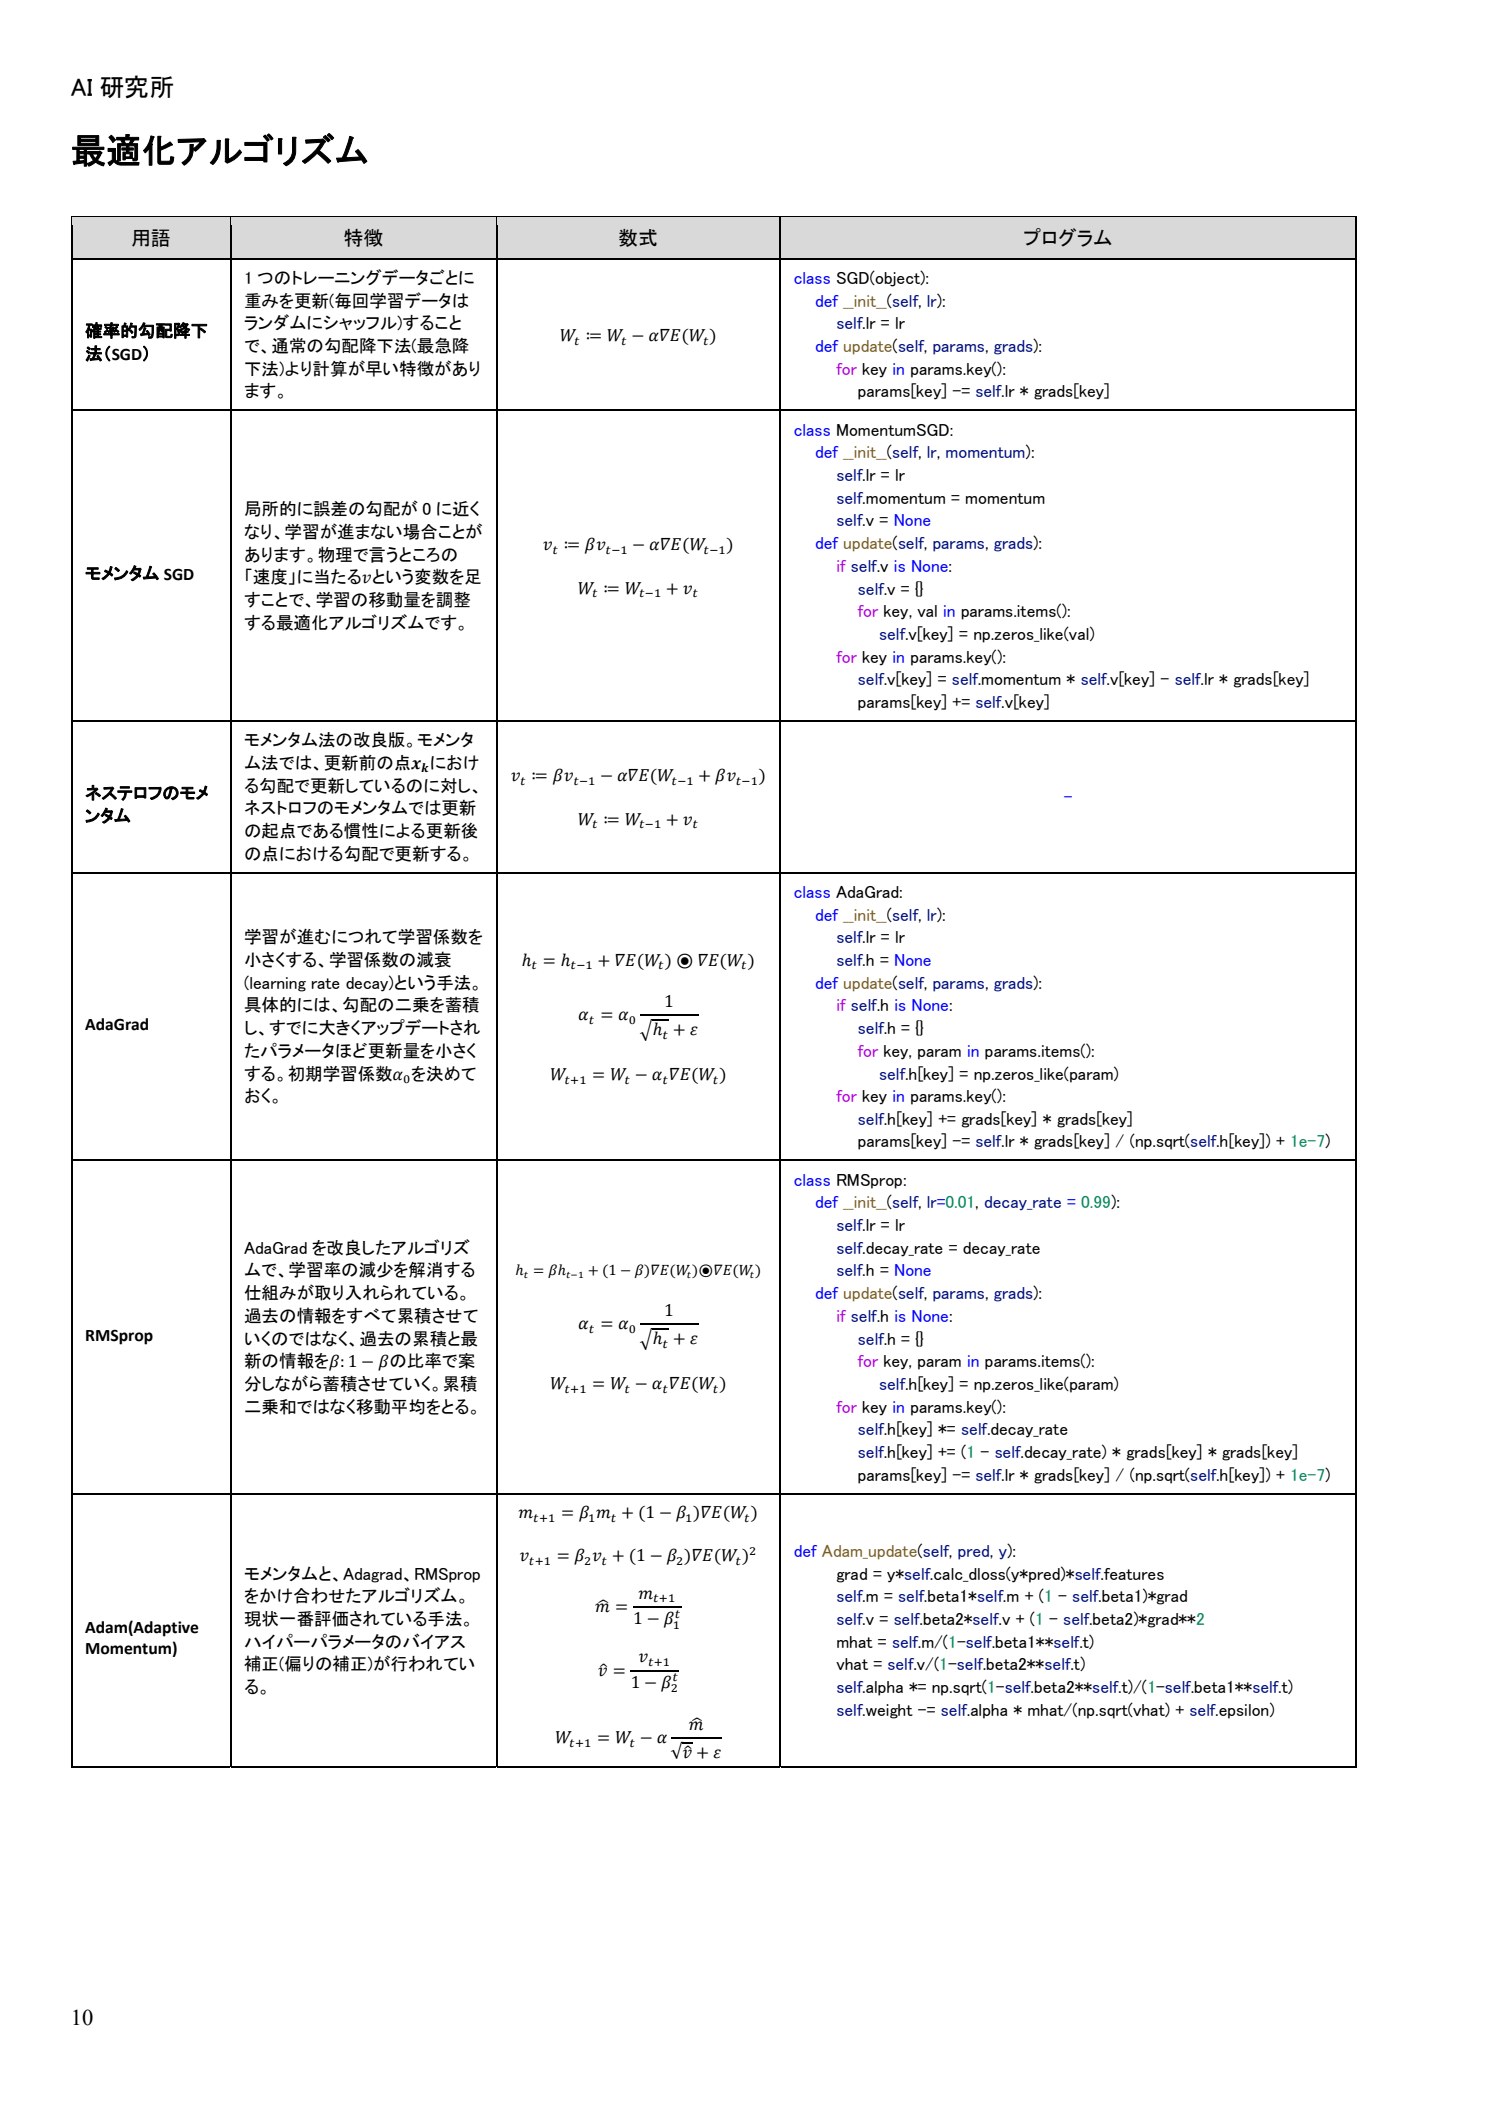 AI 研究所
最適化アルゴリズム
用語
特徴
数式
プログラム
確率的勾配降下
法（SGD）
1 つのトレーニングデータごとに
重みを更新(毎回学習データは
ランダムにシャッフル)すること
で、通常の勾配降下法(最急降
下法)より計算が早い特徴があり
ます。
W_t ≔ W_t − α∇E(W_t)
class SGD(object):
def __init__(self, lr):
self.lr = lr
def update(self, params, grads):
for key in params.key():
params[key] -= self.lr * grads[key]
モメンタム SGD
局所的に誤差の勾配が 0 に近く
なり、学習が進まない場合ことが
あります。物理で言うところの
「速度」に当たるvという変数を足
すことで、学習の移動量を調整
する最適化アルゴリズムです。
v_t ≔ βv_{t−1} − α∇E(W_{t−1})
W_t ≔ W_{t−1} + v_t
class MomentumSGD:
def __init__(self, lr, momentum):
self.lr = lr
self.momentum = momentum
self.v = None
def update(self, params, grads):
if self.v is None:
self.v = {}
for key, val in params.items():
self.v[key] = np.zeros_like(val)
for key in params.key():
self.v[key] = self.momentum * self.v[key] - self.lr * grads[key]
params[key] += self.v[key]
ネステロフのモメ
ンタム
モメンタム法の改良版。モメンタ
ム法では、更新前の点x_kにおけ
る勾配で更新しているのに対し、
ネストロフのモメンタムでは更新
の起点である慣性による更新後
の点における勾配で更新する。
v_t ≔ βv_{t−1} − α∇E(W_{t−1} + βv_{t−1})
W_t ≔ W_{t−1} + v_t
-
AdaGrad
学習が進むにつれて学習係数を
小さくする、学習係数の減衰
(learning rate decay)という手法。
具体的には、勾配の二乗を蓄積
し、すでに大きくアップデートされ
たパラメータほど更新量を小さく
する。初期学習係数α_0を決めて
おく。
h_t = h_{t−1} + ∇E(W_t) ◉ ∇E(W_t)
α_t = α_0 1/(√h_t + ε)
W_{t+1} = W_t − α_t∇E(W_t)
class AdaGrad:
def __init__(self, lr):
self.lr = lr
self.h = None
def update(self, params, grads):
if self.h is None:
self.h = {}
for key, param in params.items():
self.h[key] = np.zeros_like(param)
for key in params.key():
self.h[key] += grads[key] * grads[key]
params[key] -= self.lr * grads[key] / (np.sqrt(self.h[key]) + 1e-7)
RMSprop
AdaGrad を改良したアルゴリズ
ムで、学習率の減少を解消する
仕組みが取り入れられている。
過去の情報をすべて累積させて
いくのではなく、過去の累積と最
新の情報をβ: 1 − βの比率で案
分しながら蓄積させていく。累積
二乗和ではなく移動平均をとる。
h_t = βh_{t−1} + (1 − β)∇E(W_t)◉∇E(W_t)
α_t = α_0 1/(√h_t + ε)
W_{t+1} = W_t − α_t∇E(W_t)
class RMSprop:
def __init__(self, lr=0.01, decay_rate = 0.99):
self.lr = lr
self.decay_rate = decay_rate
self.h = None
def update(self, params, grads):
if self.h is None:
self.h = {}
for key, param in params.items():
self.h[key] = np.zeros_like(param)
for key in params.key():
self.h[key] *= self.decay_rate
self.h[key] += (1 - self.decay_rate) * grads[key] * grads[key]
params[key] -= self.lr * grads[key] / (np.sqrt(self.h[key]) + 1e-7)
Adam(Adaptive
Momentum)
モメンタムと、Adagrad、RMSprop
をかけ合わせたアルゴリズム。
現状一番評価されている手法。
ハイパーパラメータのバイアス
補正(偏りの補正)が行われてい
る。
m_{t+1} = β_1m_t + (1 − β_1)∇E(W_t)
v_{t+1} = β_2v_t + (1 − β_2)∇E(W_t)^2
m̂ = m_{t+1}/(1 − β_1^t)
v̂ = v_{t+1}/(1 − β_2^t)
W_{t+1} = W_t − α m̂/(√v̂ + ε)
def Adam_update(self, pred, y):
grad = y*self.calc_dloss(y*pred)*self.features
self.m = self.beta1*self.m + (1 - self.beta1)*grad
self.v = self.beta2*self.v + (1 - self.beta2)*grad**2
mhat = self.m/(1-self.beta1**self.t)
vhat = self.v/(1-self.beta2**self.t)
self.alpha *= np.sqrt(1-self.beta2**self.t)/(1-self.beta1**self.t)
self.weight -= self.alpha * mhat/(np.sqrt(vhat) + self.epsilon)
10